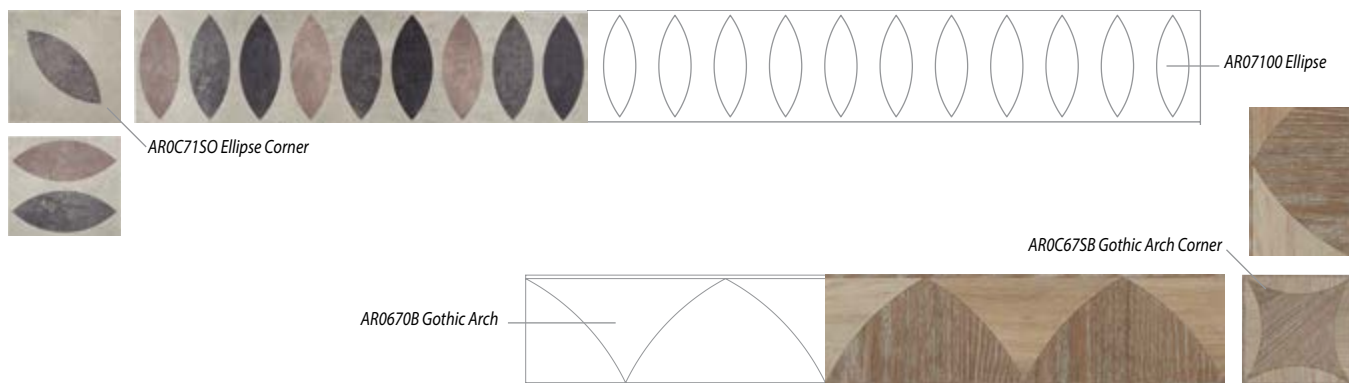 AR07100 Ellipse
AR0C71SO Ellipse Corner
AR0C67SB Gothic Arch Corner
AR0670B Gothic Arch